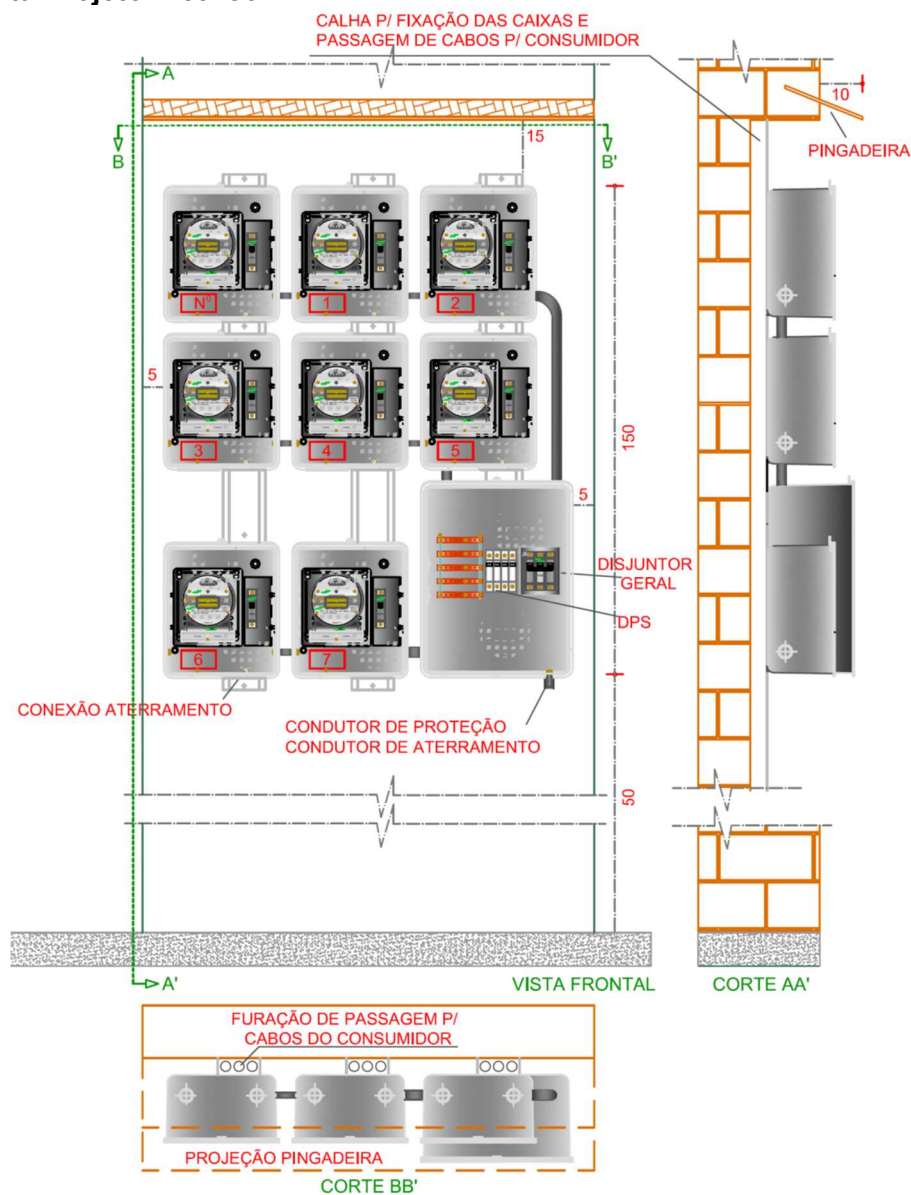 CALHA P/ FIXAÇÃO DAS CAIXAS E
PASSAGEM DE CABOS P/ CONSUMIDOR
A
B
B'
15
10
PINGADEIRA
Nº
1
2
5
3
4
5
150
5
DISJUNTOR
GERAL
DPS
6
7
CONEXÃO ATERRAMENTO
CONDUTOR DE PROTEÇÃO
CONDUTOR DE ATERRAMENTO
50
A'
VISTA FRONTAL
CORTE AA'
FURAÇÃO DE PASSAGEM P/
CABOS DO CONSUMIDOR
PROJEÇÃO PINGADEIRA
CORTE BB'